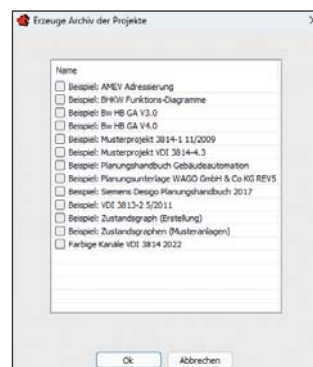 Erzeuge Archiv der Projekte
Name
Beispiel: AMEV Adressierung
Beispiel: BHKW Funktions-Diagramme
Beispiel: Bw HB GA V3.0
Beispiel: Bw HB GA V4.0
Beispiel: Musterprojekt 3814-1 11/2009
Beispiel: Musterprojekt VDI 3814-4.3
Beispiel: Planungshandbuch Gebäudeautomation
Beispiel: Planungsunterlage WAGO GmbH & Co KG REV5
Beispiel: Siemens Desigo Planungshandbuch 2017
Beispiel: VDI 3813-2 5/2011
Beispiel: Zustandsgraph (Erstellung)
Beispiel: Zustandsgraphen (Musteranlagen)
Farbige Kanäle VDI 3814 2022
Ok Abbrechen